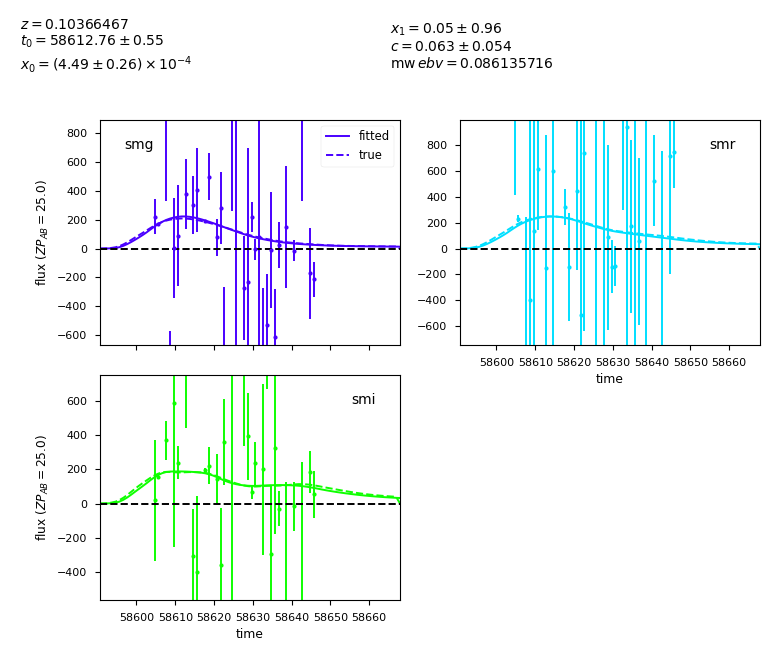 z = 0.10366467
t₀ = 58612.76 ± 0.55
x₀ = (4.49 ± 0.26) × 10⁻⁴
x₁ = 0.05 ± 0.96
c = 0.063 ± 0.054
mw ebv = 0.086135716
smg
fitted
true
flux (ZP_AB = 25.0)
800
600
400
200
0
−200
−400
−600
smr
800
600
400
200
0
−200
−400
−600
58600 58610 58620 58630 58640 58650 58660
time
smi
flux (ZP_AB = 25.0)
600
400
200
0
−200
−400
58600 58610 58620 58630 58640 58650 58660
time